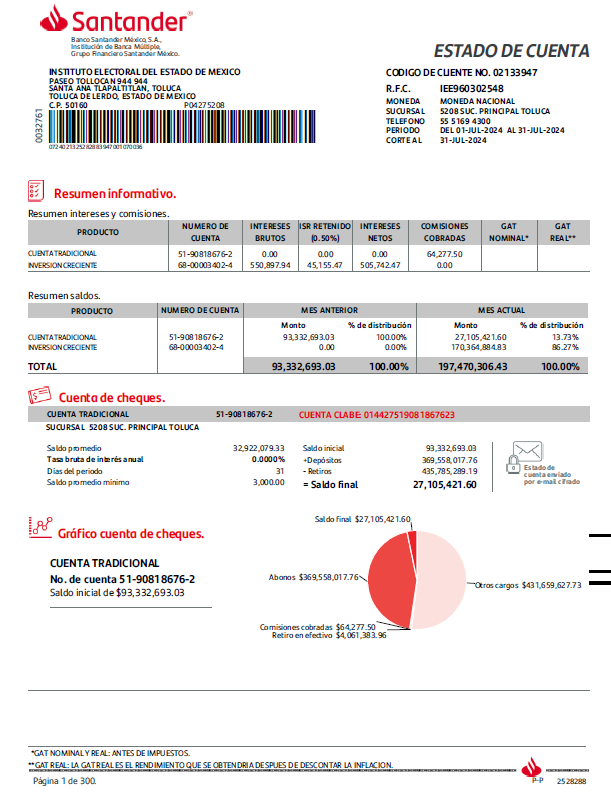 Santander®
Banco Santander México, S.A.,
Institución de Banca Múltiple,
Grupo Financiero Santander México.
ESTADO DE CUENTA
INSTITUTO ELECTORAL DEL ESTADO DE MEXICO
PASEO TOLLOCAN 944 944
SANTA ANA TLAPALTITLAN, TOLUCA
TOLUCA DE LERDO, ESTADO DE MEXICO
C.P. 50160 P04275208
0032761
07240213252828839470010​70036
CODIGO DE CLIENTE NO. 02133947
R.F.C. IEE960302548
MONEDA MONEDA NACIONAL
SUCURSAL 5208 SUC. PRINCIPAL TOLUCA
TELEFONO 55 5169 4300
PERIODO DEL 01-JUL-2024 AL 31-JUL-2024
CORTE AL 31-JUL-2024
Resumen informativo.
Resumen intereses y comisiones.
PRODUCTO NUMERO DE CUENTA INTERESES BRUTOS ISR RETENIDO (0.50%) INTERESES NETOS COMISIONES COBRADAS GAT NOMINAL* GAT REAL**
CUENTA TRADICIONAL 51-90818676-2 0.00 0.00 0.00 64,277.50
INVERSION CRECIENTE 68-00003402-4 550,897.94 45,155.47 505,742.47 0.00
Resumen saldos.
PRODUCTO NUMERO DE CUENTA MES ANTERIOR MES ACTUAL
Monto % de distribución Monto % de distribución
CUENTA TRADICIONAL 51-90818676-2 93,332,693.03 100.00% 27,105,421.60 13.73%
INVERSION CRECIENTE 68-00003402-4 0.00 0.00% 170,364,884.83 86.27%
TOTAL 93,332,693.03 100.00% 197,470,306.43 100.00%
Cuenta de cheques.
CUENTA TRADICIONAL 51-90818676-2 CUENTA CLABE: 014427519081867623
SUCURSAL 5208 SUC. PRINCIPAL TOLUCA
Saldo promedio 32,922,079.33 Saldo inicial 93,332,693.03
Tasa bruta de interés anual 0.0000% +Depósitos 369,558,017.76
Días del periodo 31 - Retiros 435,785,289.19
Saldo promedio mínimo 3,000.00 = Saldo final 27,105,421.60
Estado de
cuenta enviado
por e-mail cifrado
Gráfico cuenta de cheques.
CUENTA TRADICIONAL
No. de cuenta 51-90818676-2
Saldo inicial de $93,332,693.03
Saldo final $27,105,421.60
Abonos $369,558,017.76
Otros cargos $431,659,627.73
Comisiones cobradas $64,277.50
Retiro en efectivo $4,061,383.96
*GAT NOMINAL Y REAL: ANTES DE IMPUESTOS.
**GAT REAL: LA GAT REAL ES EL RENDIMIENTO QUE SE OBTENDRIA DESPUES DE DESCONTAR LA INFLACION.
Página 1 de 300.
P-P 2528288